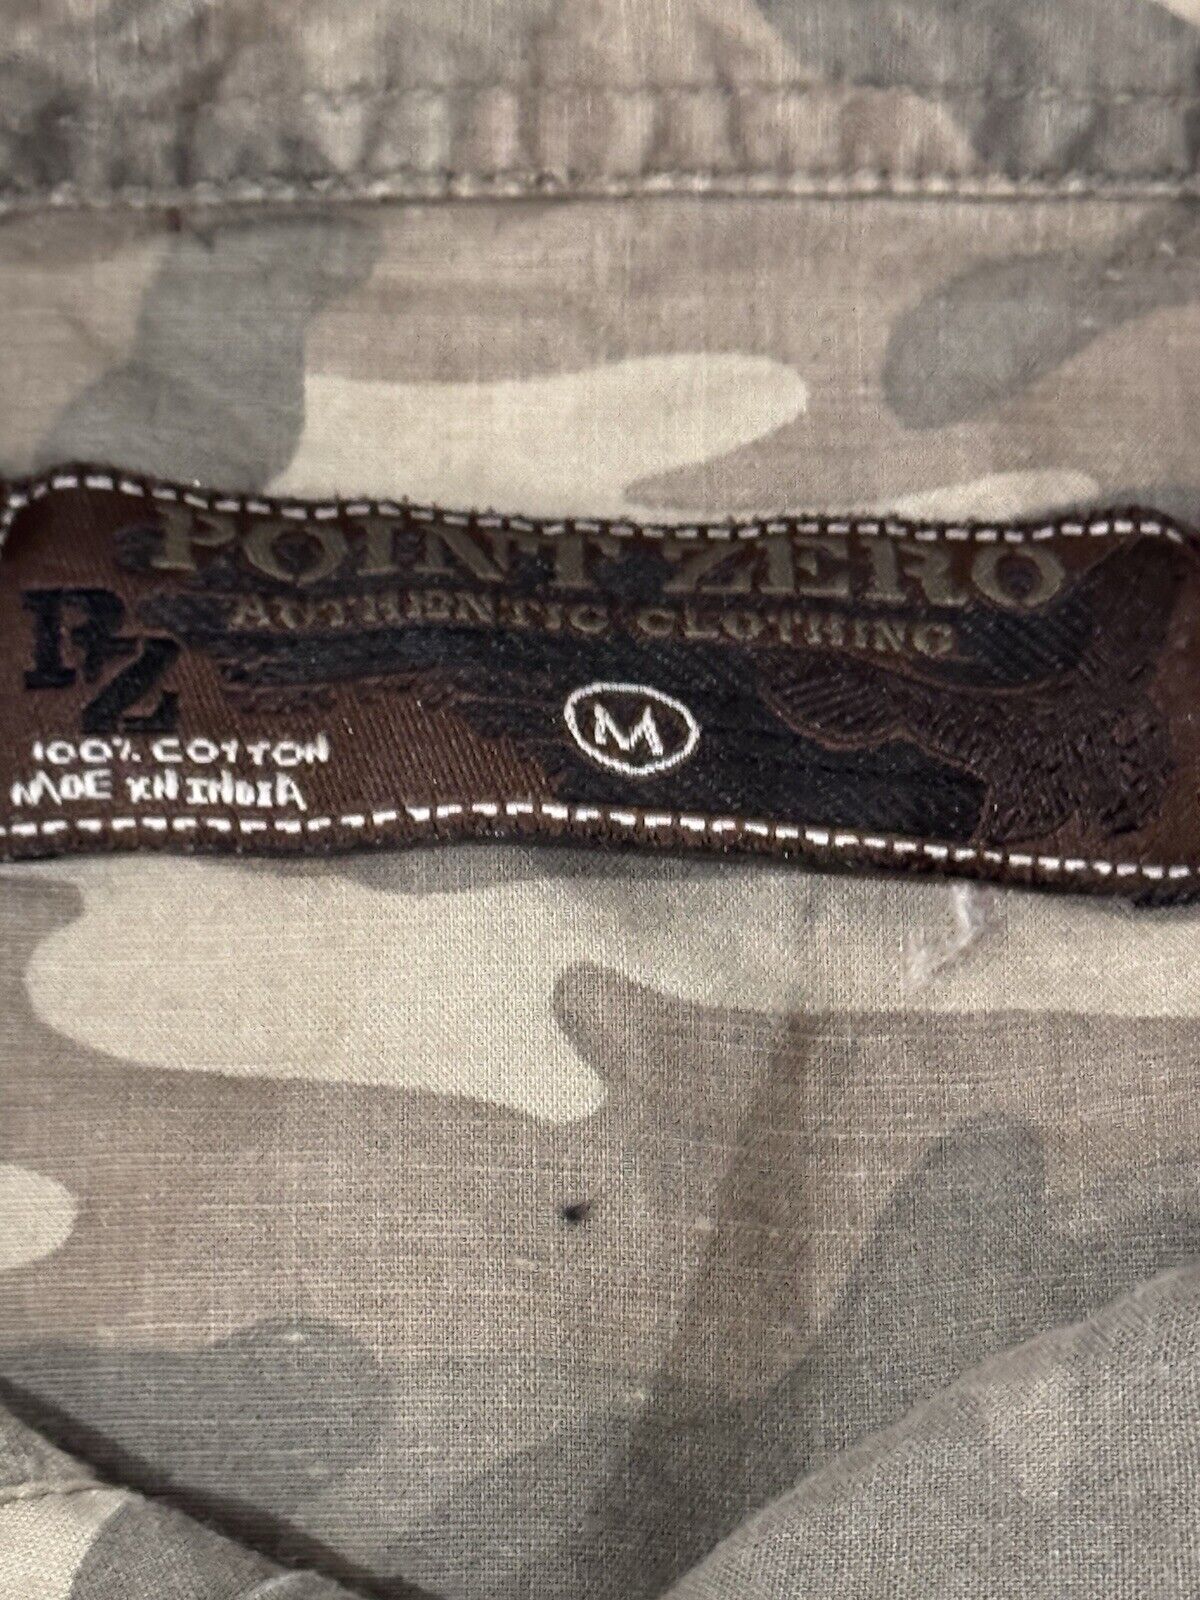 POINT ZERO
AUTHENTIC CLOTHING
PZ
M
100% COTTON
MADE IN INDIA